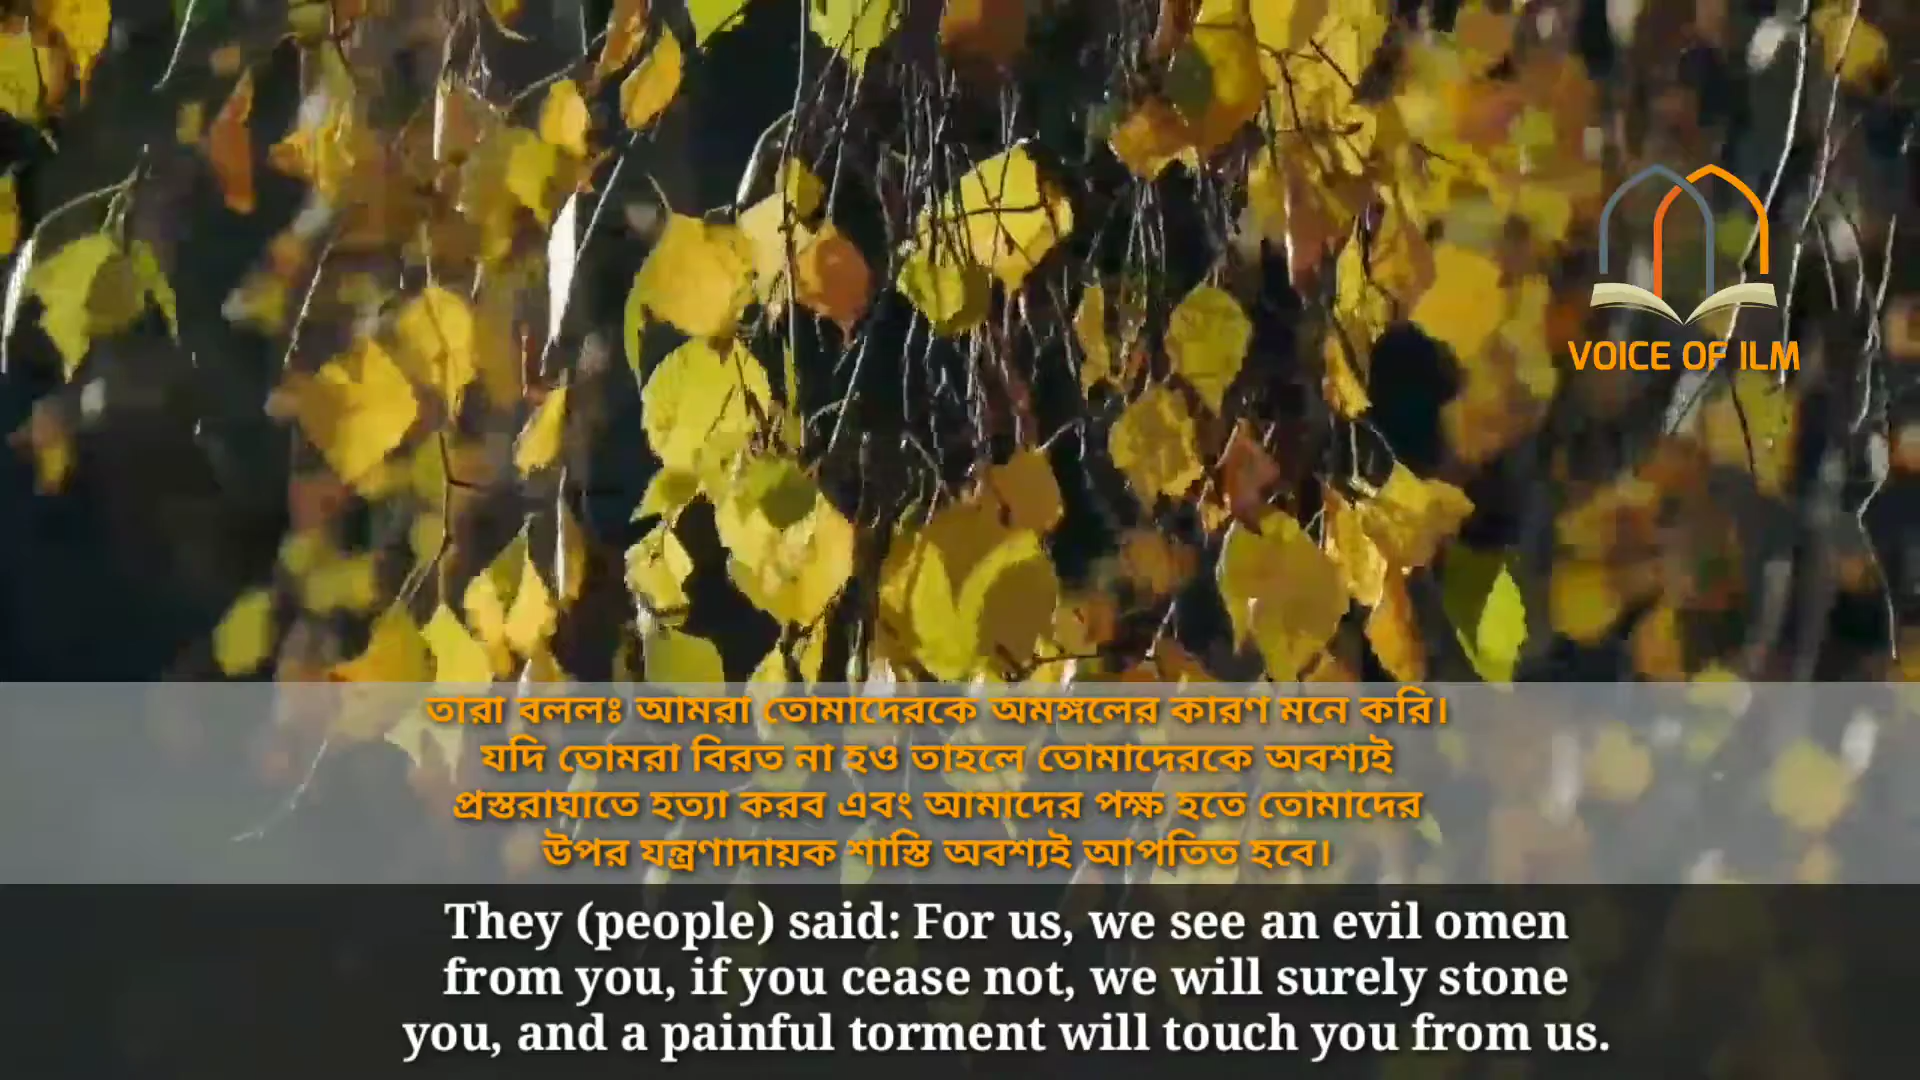 VOICE OF ILM
তারা বললঃ আমরা তোমাদেরকে অমঙ্গলের কারণ মনে করি।
যদি তোমরা বিরত না হও তাহলে তোমাদেরকে অবশ্যই
প্রস্তরাঘাতে হত্যা করব এবং আমাদের পক্ষ হতে তোমাদের
উপর যন্ত্রণাদায়ক শাস্তি অবশ্যই আপতিত হবে।
They (people) said: For us, we see an evil omen
from you, if you cease not, we will surely stone
you, and a painful torment will touch you from us.